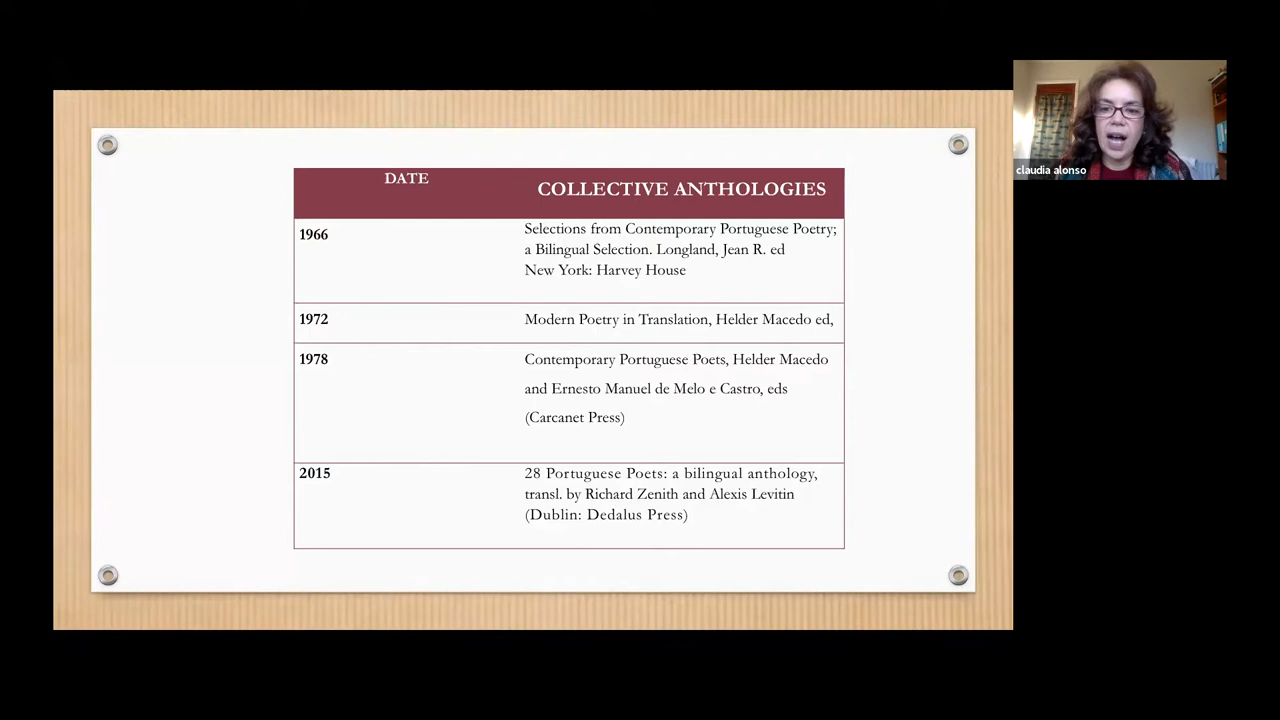 DATE
COLLECTIVE ANTHOLOGIES
1966
Selections from Contemporary Portuguese Poetry;
a Bilingual Selection. Longland, Jean R. ed
New York: Harvey House
1972
Modern Poetry in Translation, Helder Macedo ed,
1978
Contemporary Portuguese Poets, Helder Macedo
and Ernesto Manuel de Melo e Castro, eds
(Carcanet Press)
2015
28 Portuguese Poets: a bilingual anthology,
transl. by Richard Zenith and Alexis Levitin
(Dublin: Dedalus Press)
claudia alonso